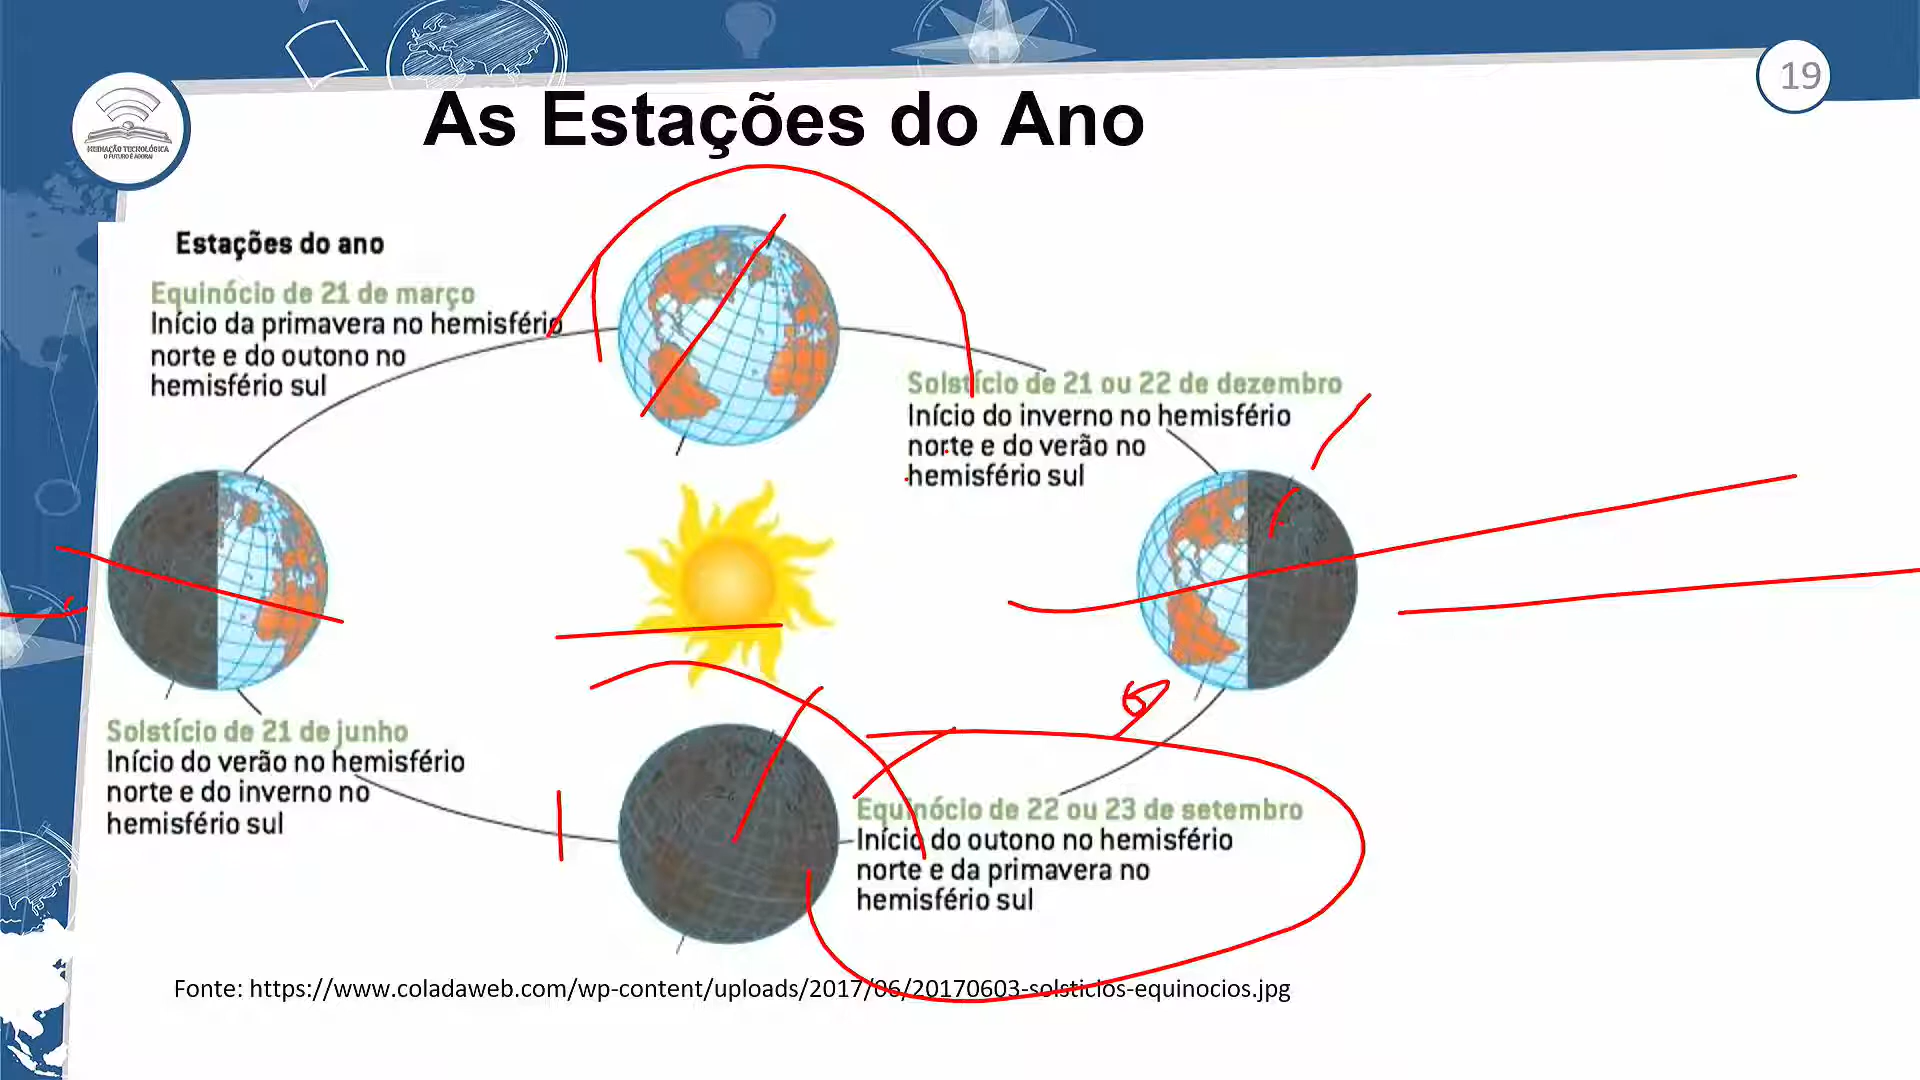 19
As Estações do Ano
MEDIAÇÃO TECNOLÓGICA
O FUTURO É AGORA!
Estações do ano
Equinócio de 21 de março
Início da primavera no hemisfério
norte e do outono no
hemisfério sul
Solstício de 21 ou 22 de dezembro
Início do inverno no hemisfério
norte e do verão no
hemisfério sul
Solstício de 21 de junho
Início do verão no hemisfério
norte e do inverno no
hemisfério sul
Equinócio de 22 ou 23 de setembro
Início do outono no hemisfério
norte e da primavera no
hemisfério sul
Fonte: https://www.coladaweb.com/wp-content/uploads/2017/06/20170603-solsticios-equinocios.jpg